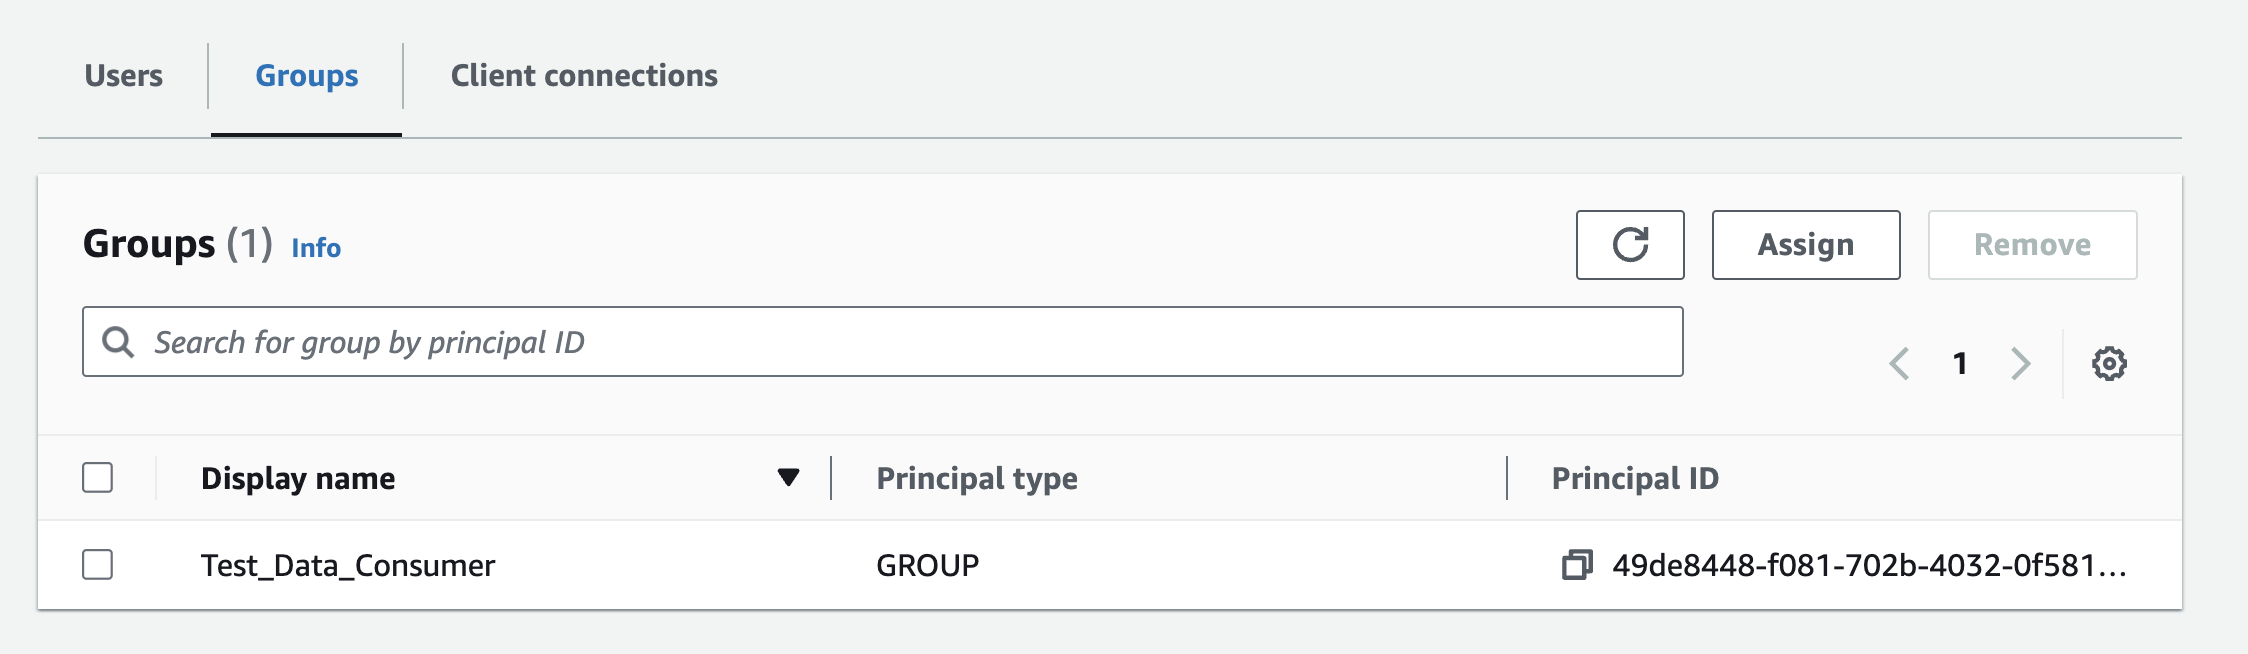 Users Groups Client connections
Groups (1) Info
Assign Remove
Search for group by principal ID
1
Display name Principal type Principal ID
Test_Data_Consumer GROUP 49de8448-f081-702b-4032-0f581...